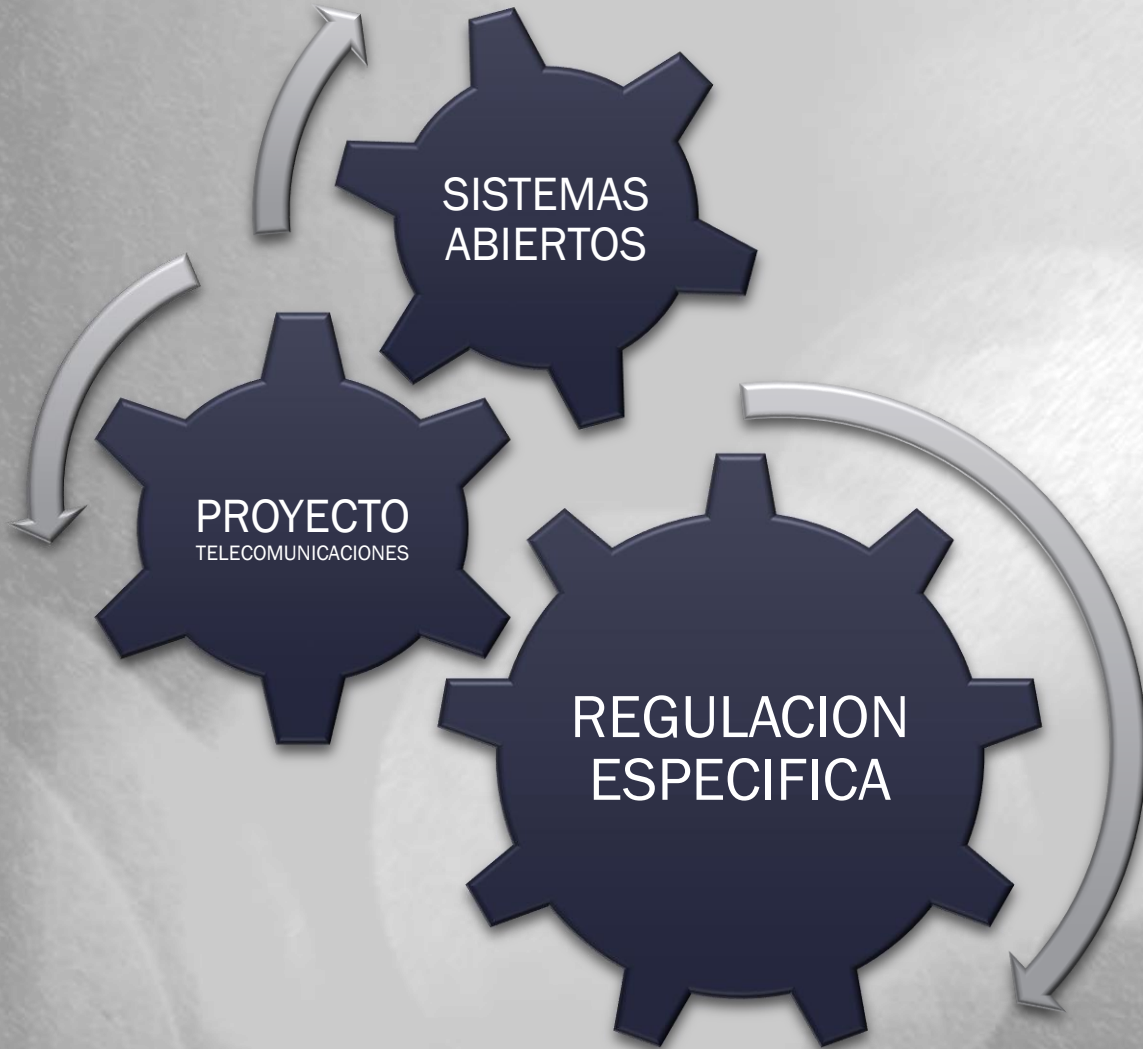 SISTEMAS
ABIERTOS
PROYECTO
TELECOMUNICACIONES
REGULACION
ESPECIFICA